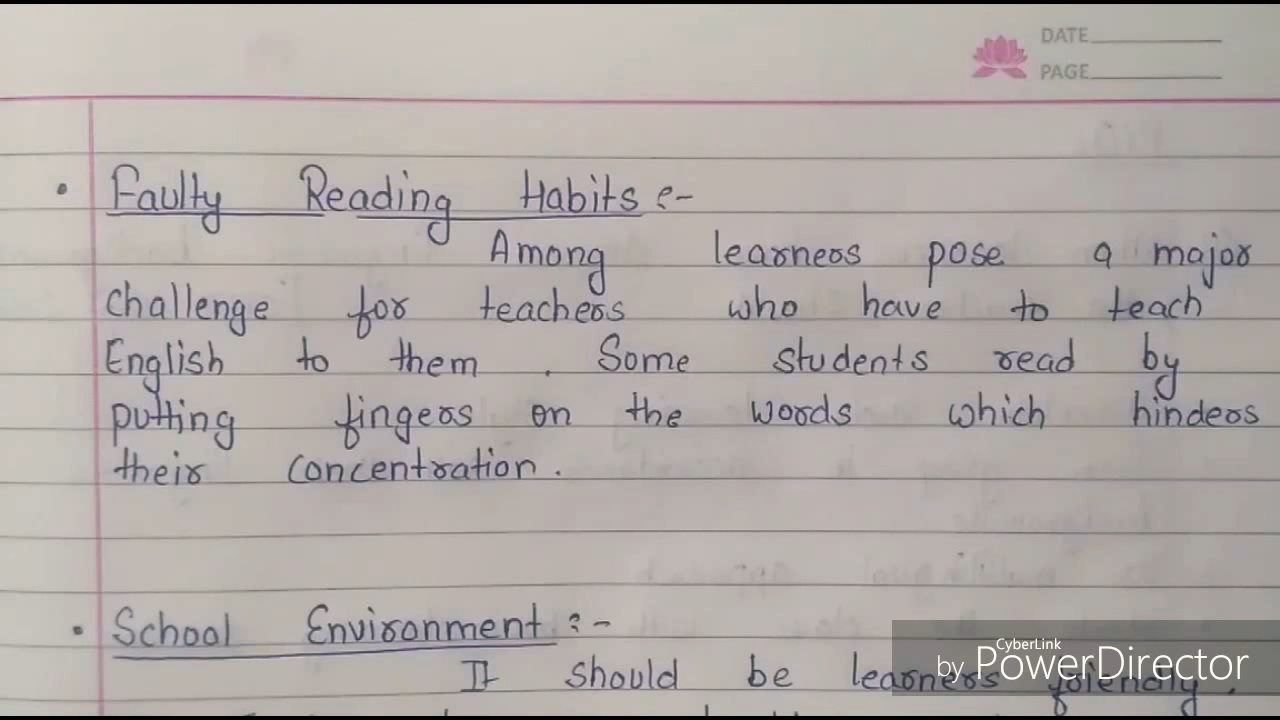 DATE
PAGE
• Faulty Reading Habits :-
Among learners pose a major
challenge for teachers who have to teach
English to them . Some students read by
putting fingers on the words which hinders
their concentration .
• School Environment :-
It should be learners friendly .
CyberLink
by PowerDirector